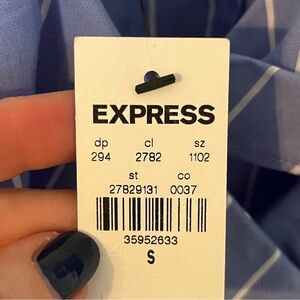 EXPRESS
dp cl sz
294 2782 1102
st co
27829131 0037
35952633
S